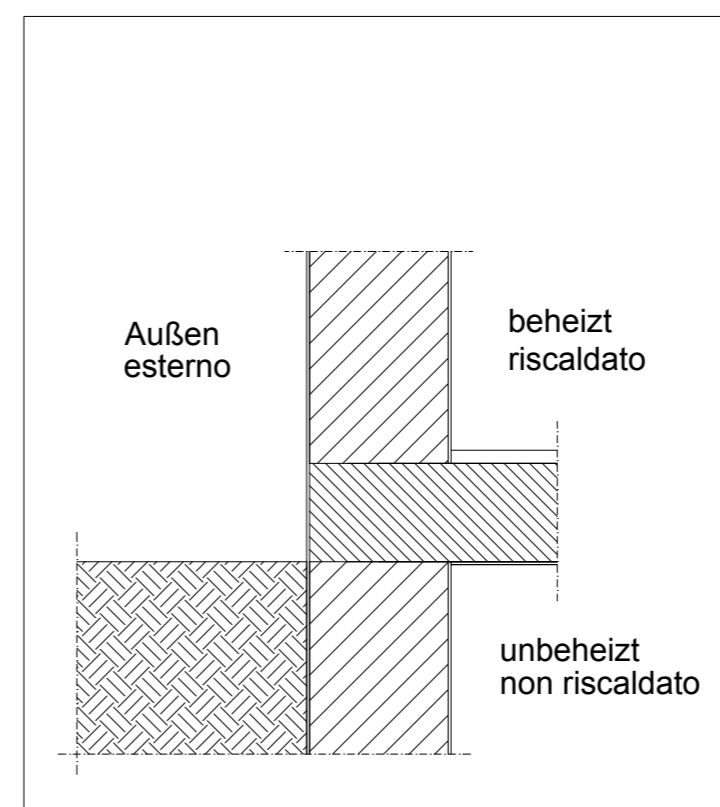 Außen
esterno
beheizt
riscaldato
unbeheizt
non riscaldato